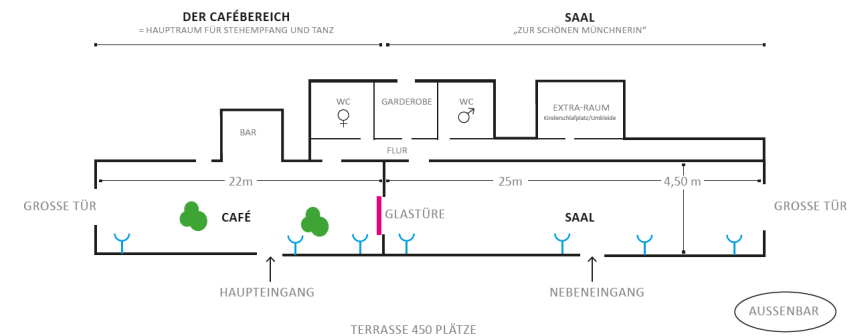 DER CAFÉBEREICH
= HAUPTRAUM FÜR STEHEMPFANG UND TANZ
SAAL
„ZUR SCHÖNEN MÜNCHNERIN“
WC
GARDEROBE
WC
EXTRA-RAUM
Kinderschlafplatz/Umkleide
BAR
FLUR
22m
25m
4,50 m
GROSSE TÜR
CAFÉ
GLASTÜRE
SAAL
GROSSE TÜR
HAUPTEINGANG
NEBENEINGANG
AUSSENBAR
TERRASSE 450 PLÄTZE